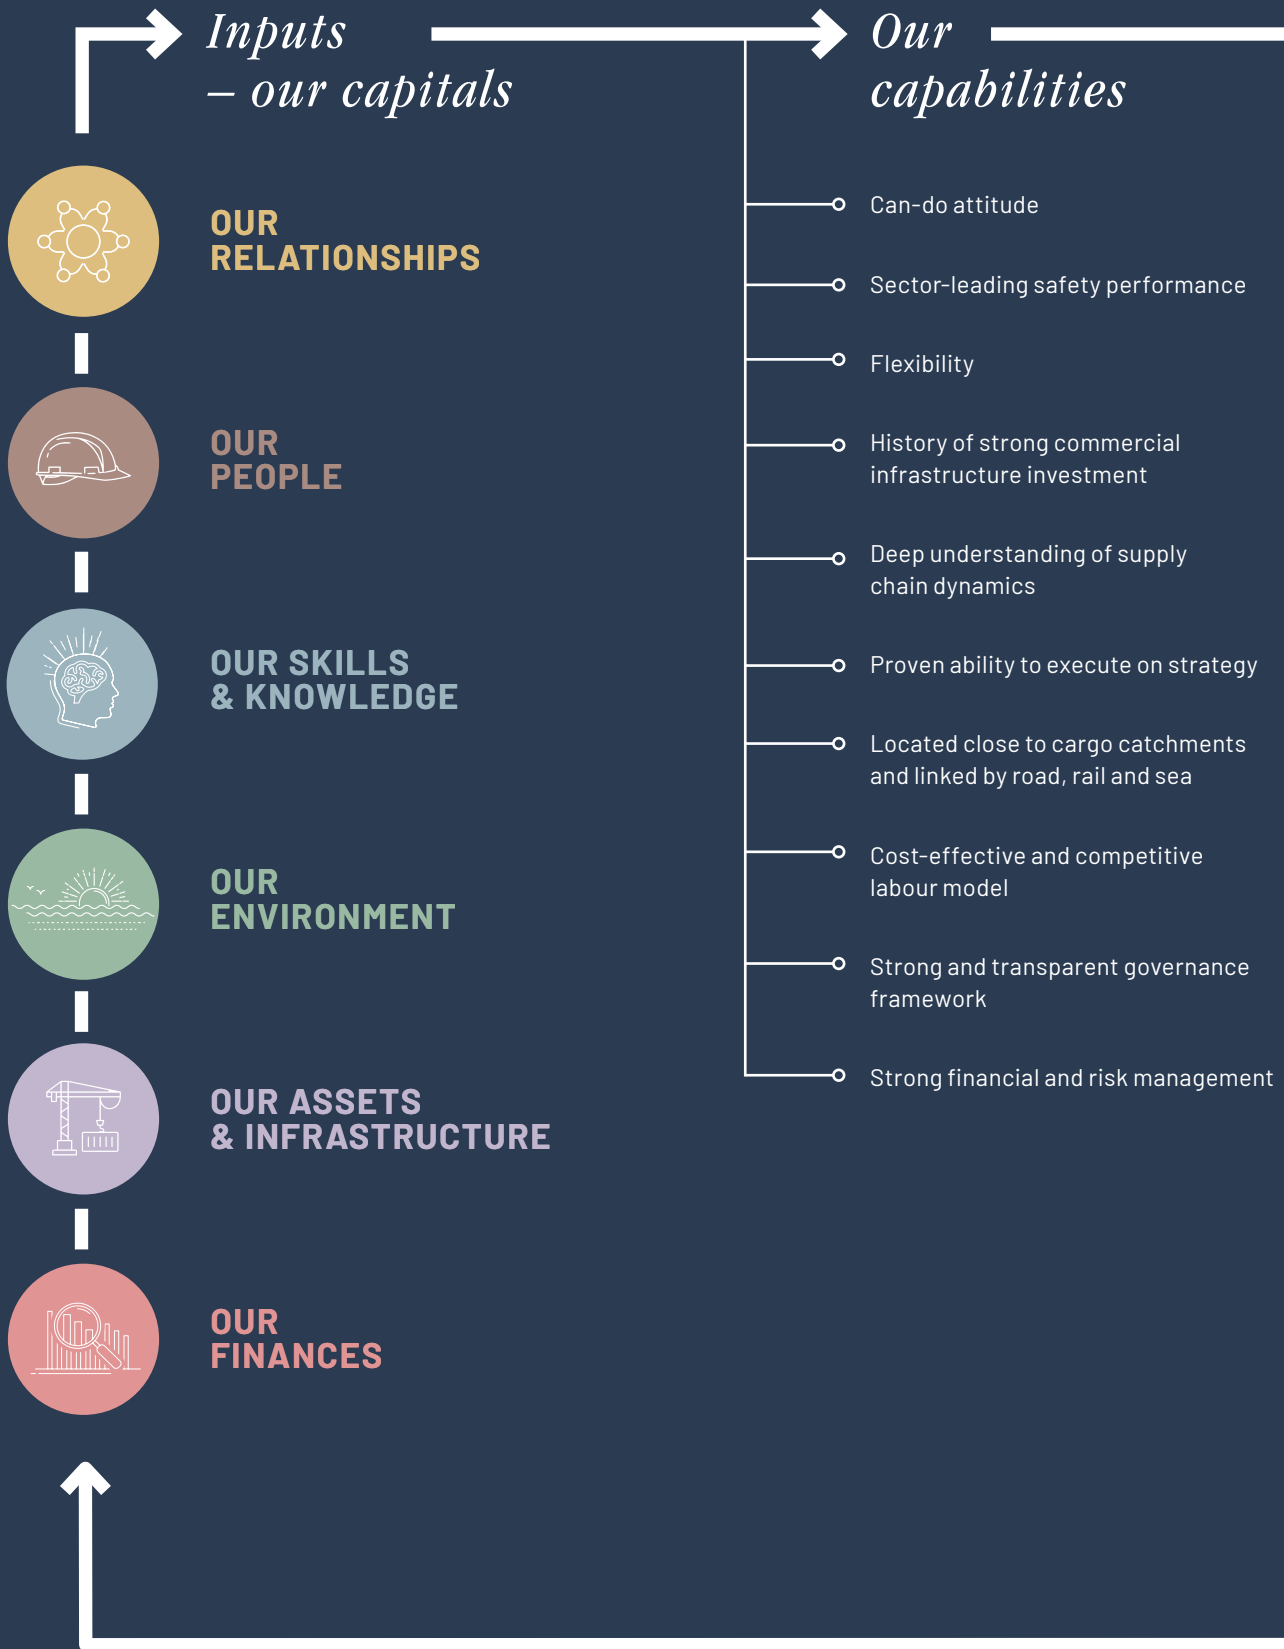 Inputs
– our capitals
OUR
RELATIONSHIPS
OUR
PEOPLE
OUR SKILLS
& KNOWLEDGE
OUR
ENVIRONMENT
OUR ASSETS
& INFRASTRUCTURE
OUR
FINANCES
Our
capabilities
Can-do attitude
Sector-leading safety performance
Flexibility
History of strong commercial
infrastructure investment
Deep understanding of supply
chain dynamics
Proven ability to execute on strategy
Located close to cargo catchments
and linked by road, rail and sea
Cost-effective and competitive
labour model
Strong and transparent governance
framework
Strong financial and risk management